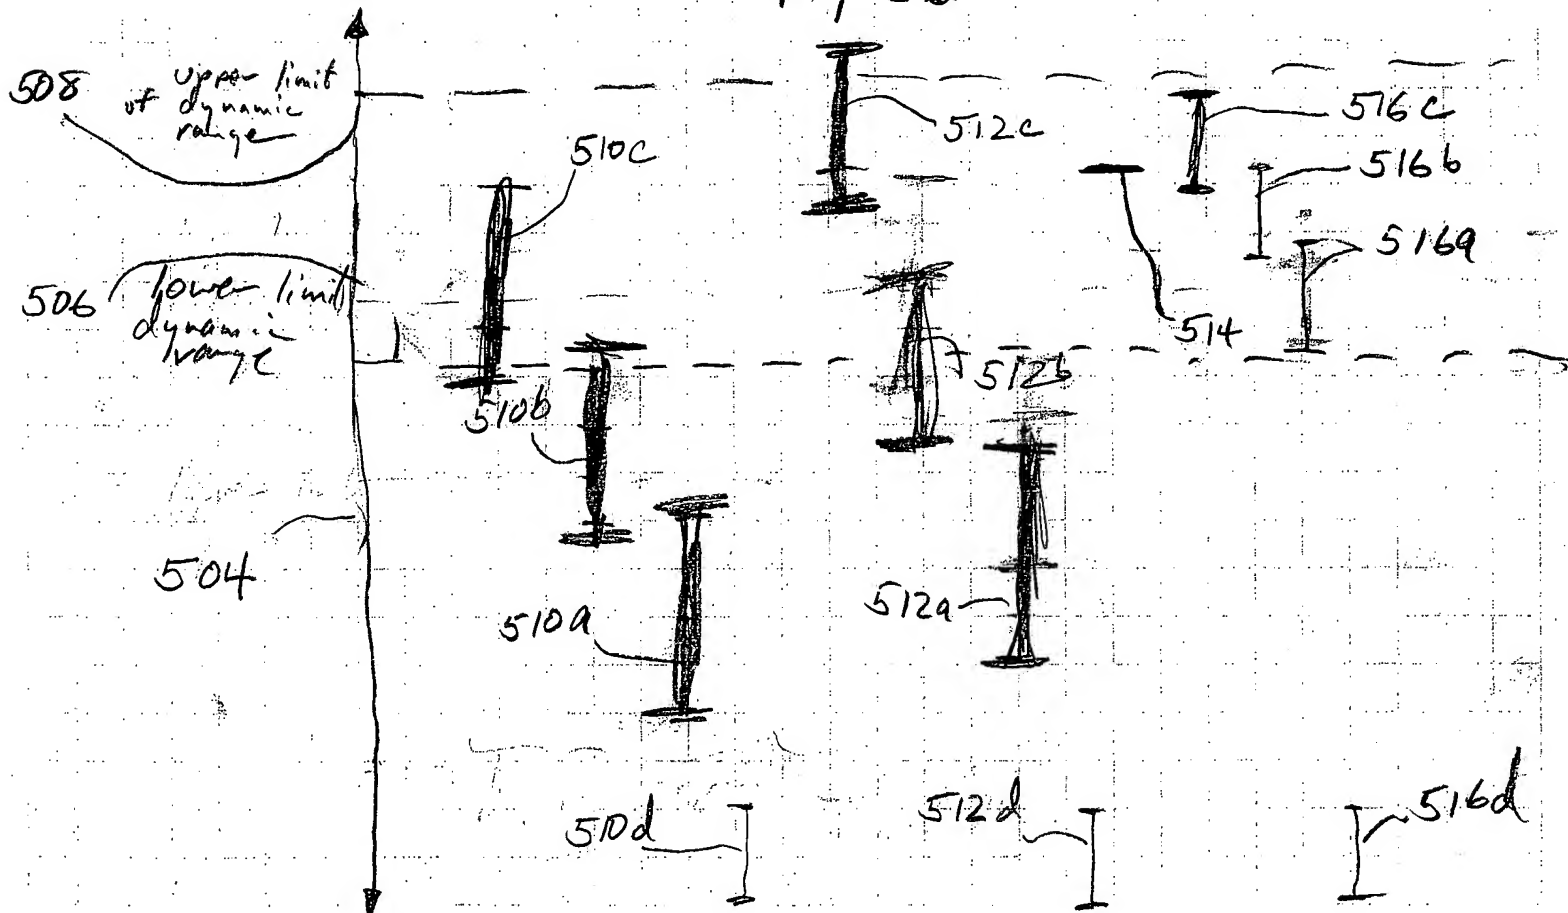 508
upper limit
of dynamic
range
510c
512c
516c
516b
516a
506
lower limit
dynamic
range
514
512b
510b
504
510a
512a
510d
512d
516d